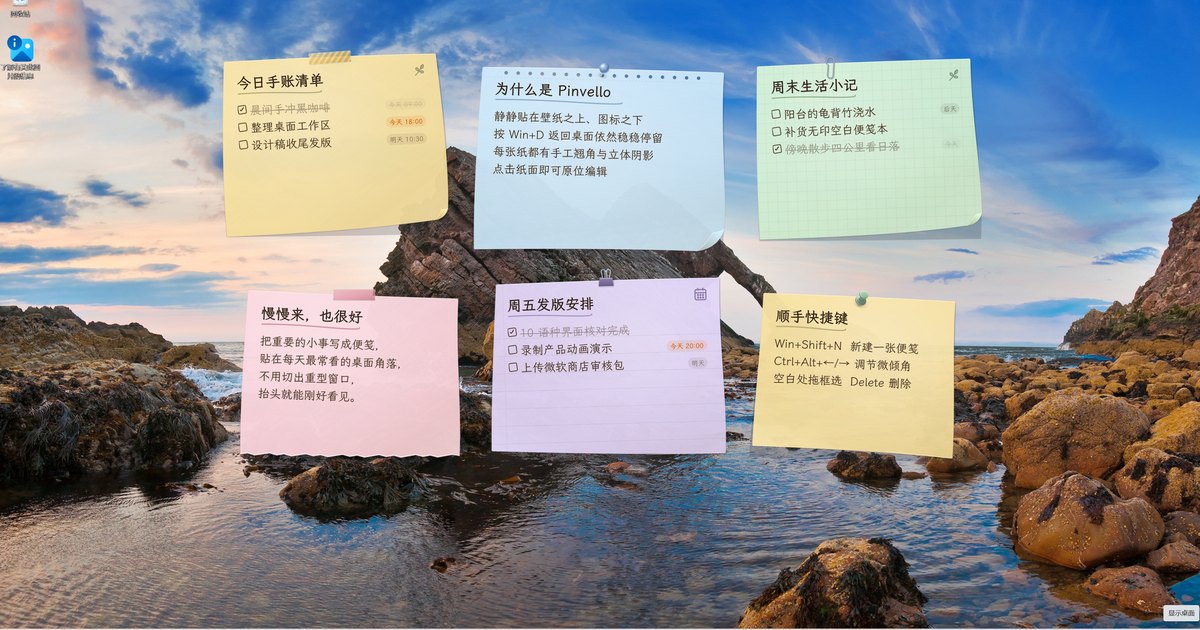 今日手账清单
晨间手冲黑咖啡 今天 09:00
整理桌面工作区 今天 18:00
设计稿收尾发版 明天 10:30
为什么是 Pinvello
静静贴在壁纸之上、图标之下
按 Win+D 返回桌面依然稳稳停留
每张纸都有手工翘角与立体阴影
点击纸面即可原位编辑
周末生活小记
阳台的龟背竹浇水 后天
补货无印空白便笺本
傍晚散步四公里看日落 今天
慢慢来，也很好
把重要的小事写成便笺，
贴在每天最常看的桌面角落，
不用切出重型窗口，
抬头就能刚好看见。
周五发版安排
10 语种界面核对完成
录制产品动画演示 今天 20:00
上传微软商店审核包 明天
顺手快捷键
Win+Shift+N 新建一张便笺
Ctrl+Alt+←/→ 调节微倾角
空白处拖框选 Delete 删除
显示桌面